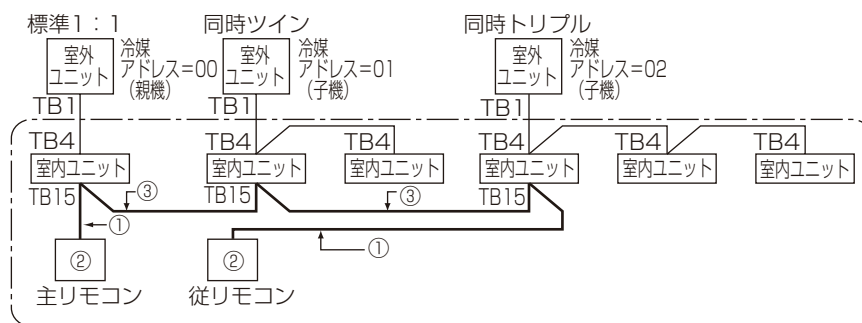 標準1：1
同時ツイン
同時トリプル
室外
ユニット
冷媒
アドレス=00
(親機)
室外
ユニット
冷媒
アドレス=01
(子機)
室外
ユニット
冷媒
アドレス=02
(子機)
TB1
TB1
TB1
TB4
TB4
TB4
TB4
TB4
TB4
室内ユニット
室内ユニット
室内ユニット
室内ユニット
室内ユニット
室内ユニット
TB15
③
TB15
③
TB15
①
①
②
②
主リモコン
従リモコン